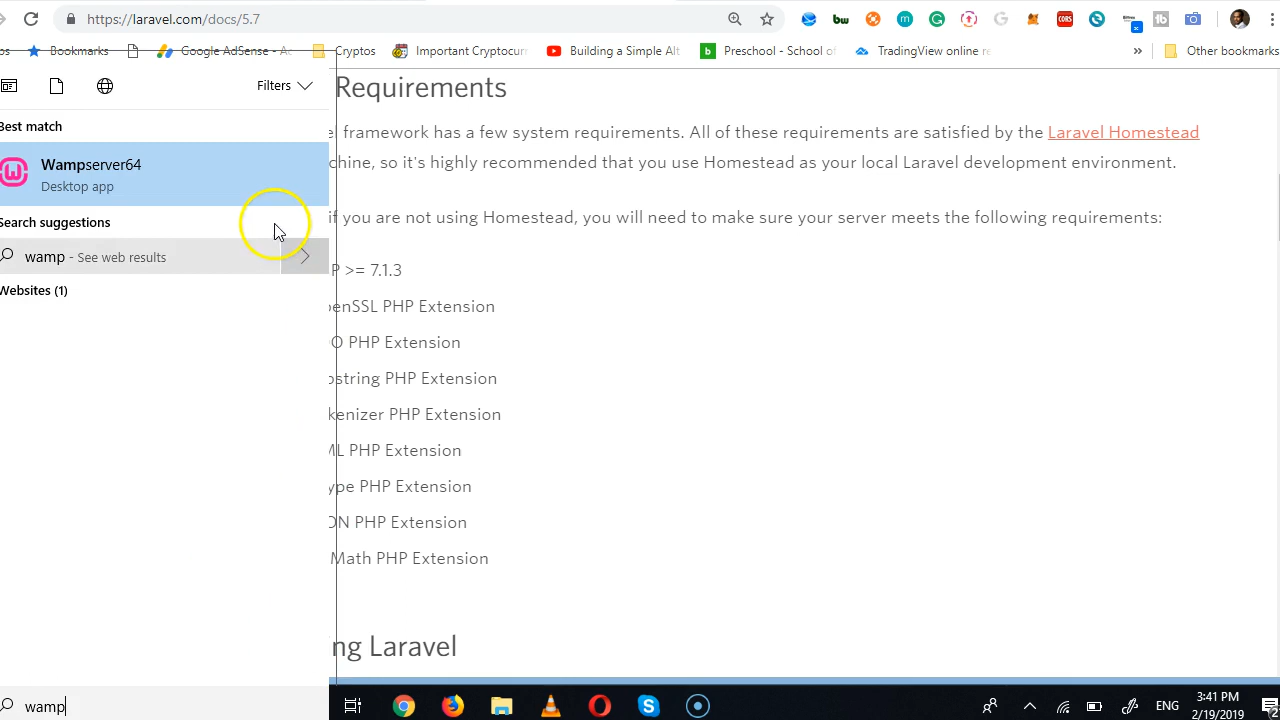 https://laravel.com/docs/5.7
Bookmarks
Google AdSense - Ac
Cryptos
Important Cryptocurr
Building a Simple Alt
Preschool - School of
TradingView online re
»
Other bookmarks
Filters
Requirements
Best match
framework has a few system requirements. All of these requirements are satisfied by the Laravel Homestead
Wampserver64
chine, so it's highly recommended that you use Homestead as your local Laravel development environment.
Desktop app
Search suggestions
if you are not using Homestead, you will need to make sure your server meets the following requirements:
wamp - See web results
P >= 7.1.3
Websites (1)
penSSL PHP Extension
O PHP Extension
bstring PHP Extension
kenizer PHP Extension
ML PHP Extension
ype PHP Extension
ON PHP Extension
Math PHP Extension
ng Laravel
wamp
ENG
3:41 PM
2/19/2019